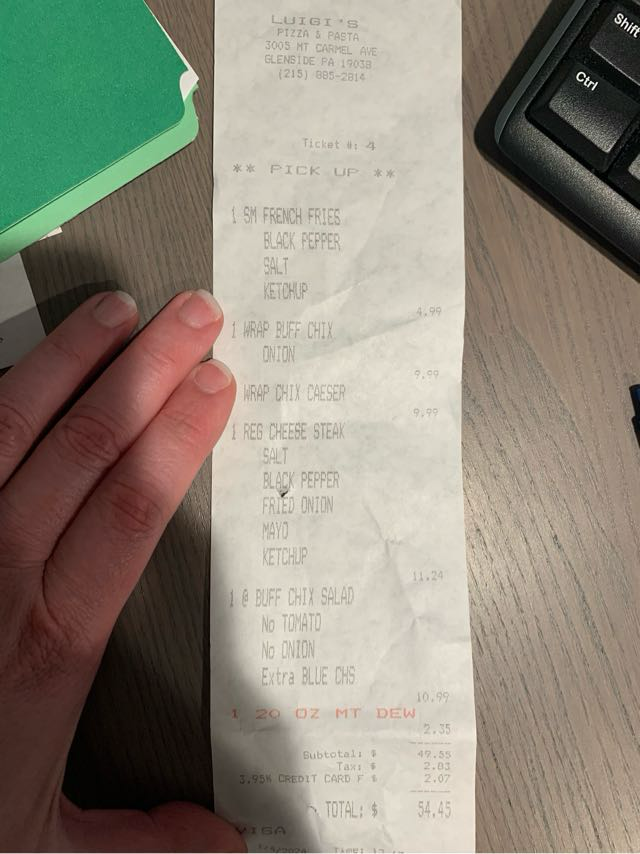 LUIGI'S
PIZZA & PASTA
3005 MT CARMEL AVE
GLENSIDE PA 19038
(215) 885-2814
Ticket #: 4
** PICK UP **
1 SM FRENCH FRIES
BLACK PEPPER
SALT
KETCHUP
4.99
1 WRAP BUFF CHIX
ONION
9.99
WRAP CHIX CAESER
9.99
1 REG CHEESE STEAK
SALT
BLACK PEPPER
FRIED ONION
MAYO
KETCHUP
11.24
1 @ BUFF CHIX SALAD
No TOMATO
No ONION
Extra BLUE CHS
10.99
1 20 OZ MT DEW
2.35
Subtotal: $ 49.55
Tax: $ 2.83
3.95% CREDIT CARD F $ 2.07
TOTAL: $ 54.45
VISA
Shift
Ctrl